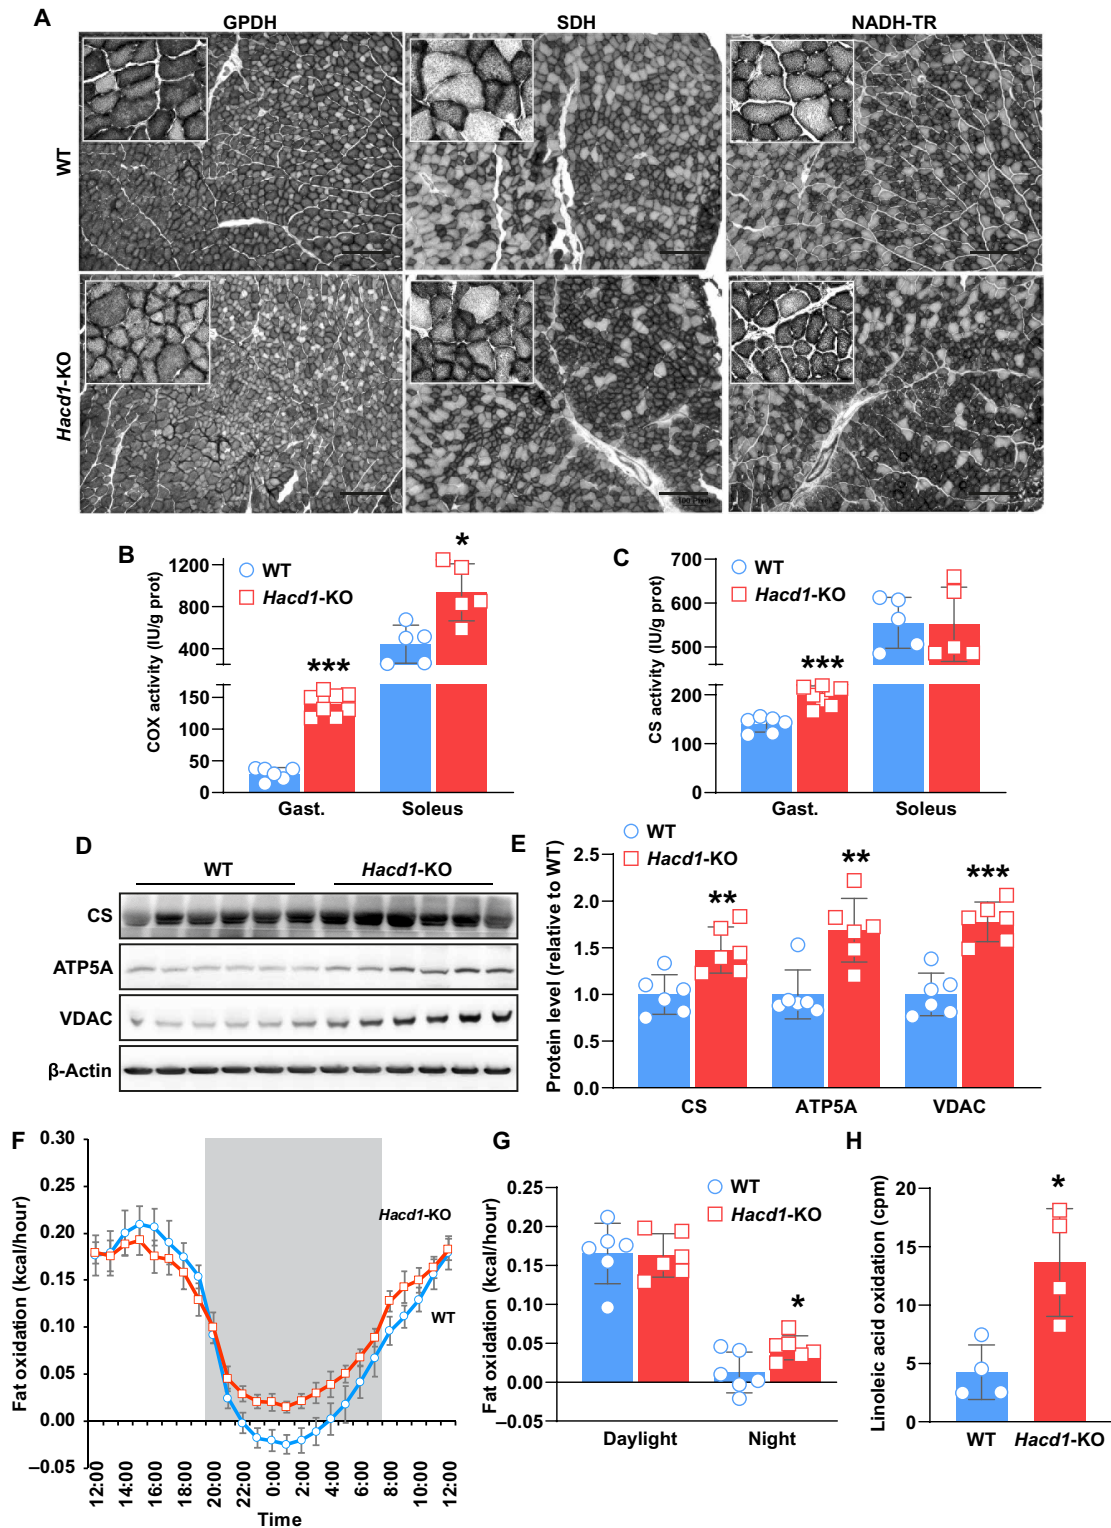 A
GPDH
SDH
NADH-TR
WT
Hacd1-KO
B
COX activity (IU/g prot)
1200
800
400
150
100
50
0
WT
Hacd1-KO
***
*
Gast.
Soleus
C
CS activity (IU/g prot)
700
600
500
200
100
0
WT
Hacd1-KO
***
Gast.
Soleus
D
WT
Hacd1-KO
CS
ATP5A
VDAC
β-Actin
E
Protein level (relative to WT)
2.5
2.0
1.5
1.0
0.5
0.0
WT
Hacd1-KO
**
**
***
CS
ATP5A
VDAC
F
Fat oxidation (kcal/hour)
0.30
0.25
0.20
0.15
0.10
0.05
0.00
–0.05
Hacd1-KO
WT
12:00
14:00
16:00
18:00
20:00
22:00
0:00
2:00
4:00
6:00
8:00
10:00
12:00
Time
G
Fat oxidation (kcal/hour)
0.25
0.20
0.15
0.10
0.05
0.00
–0.05
WT
Hacd1-KO
*
Daylight
Night
H
Linoleic acid oxidation (cpm)
20
15
10
5
0
*
WT
Hacd1-KO